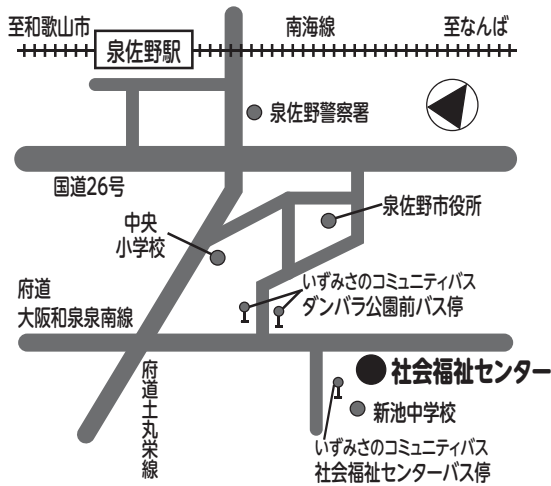 至和歌山市
南海線
至なんば
泉佐野駅
泉佐野警察署
国道26号
泉佐野市役所
中央
小学校
いずみさのコミュニティバス
ダンバラ公園前バス停
府道
大阪和泉泉南線
社会福祉センター
府道土丸栄線
新池中学校
いずみさのコミュニティバス
社会福祉センターバス停